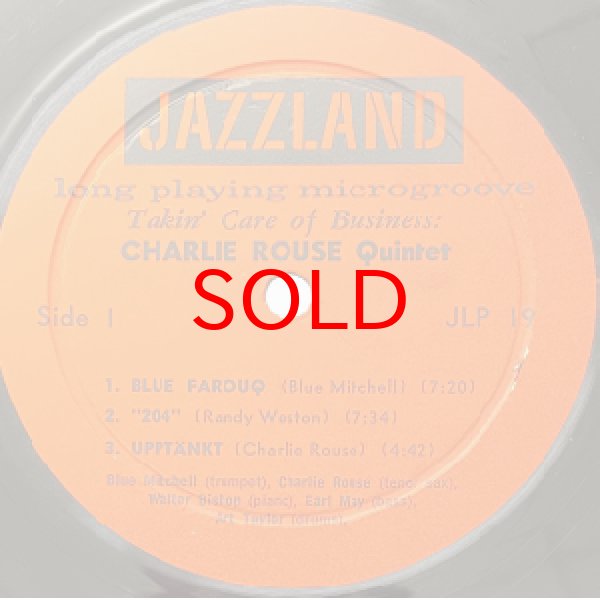 JAZZLAND
long playing microgroove
Takin' Care of Business:
CHARLIE ROUSE Quintet
SOLD
Side 1 JLP 19
1. BLUE FAROUQ (Blue Mitchell) (7:20)
2. "204" (Randy Weston) (7:34)
3. UPPTANKT (Charlie Rouse) (4:42)
Blue Mitchell (trumpet), Charlie Rouse (tenor sax),
Walter Bishop (piano), Earl May (bass),
Art Taylor (drums).